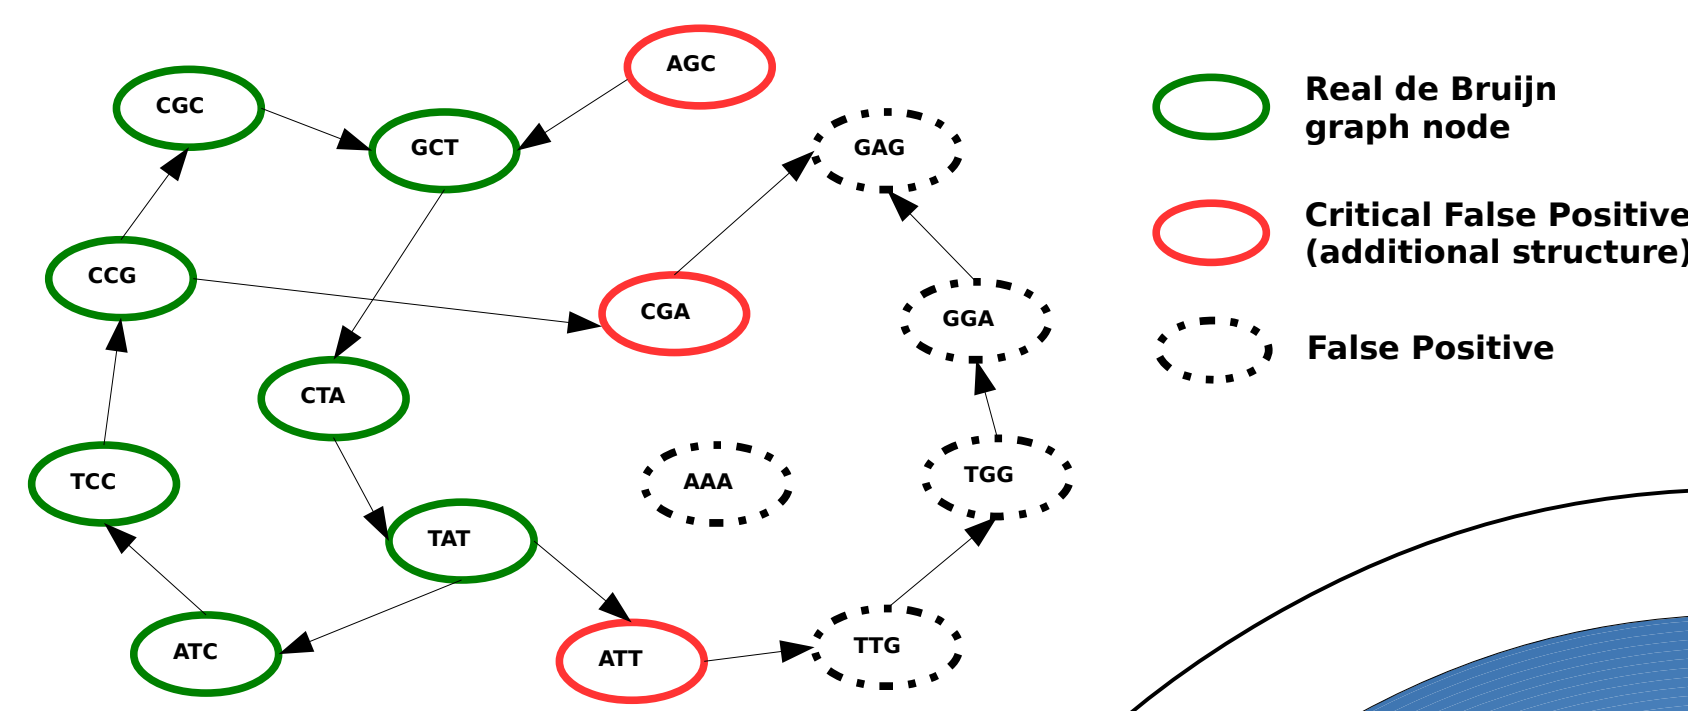 AGC
CGC
GCT
GAG
CCG
CGA
GGA
CTA
TCC
AAA
TGG
TAT
ATC
ATT
TTG
Real de Bruijn
graph node
Critical False Positive
(additional structure)
False Positive